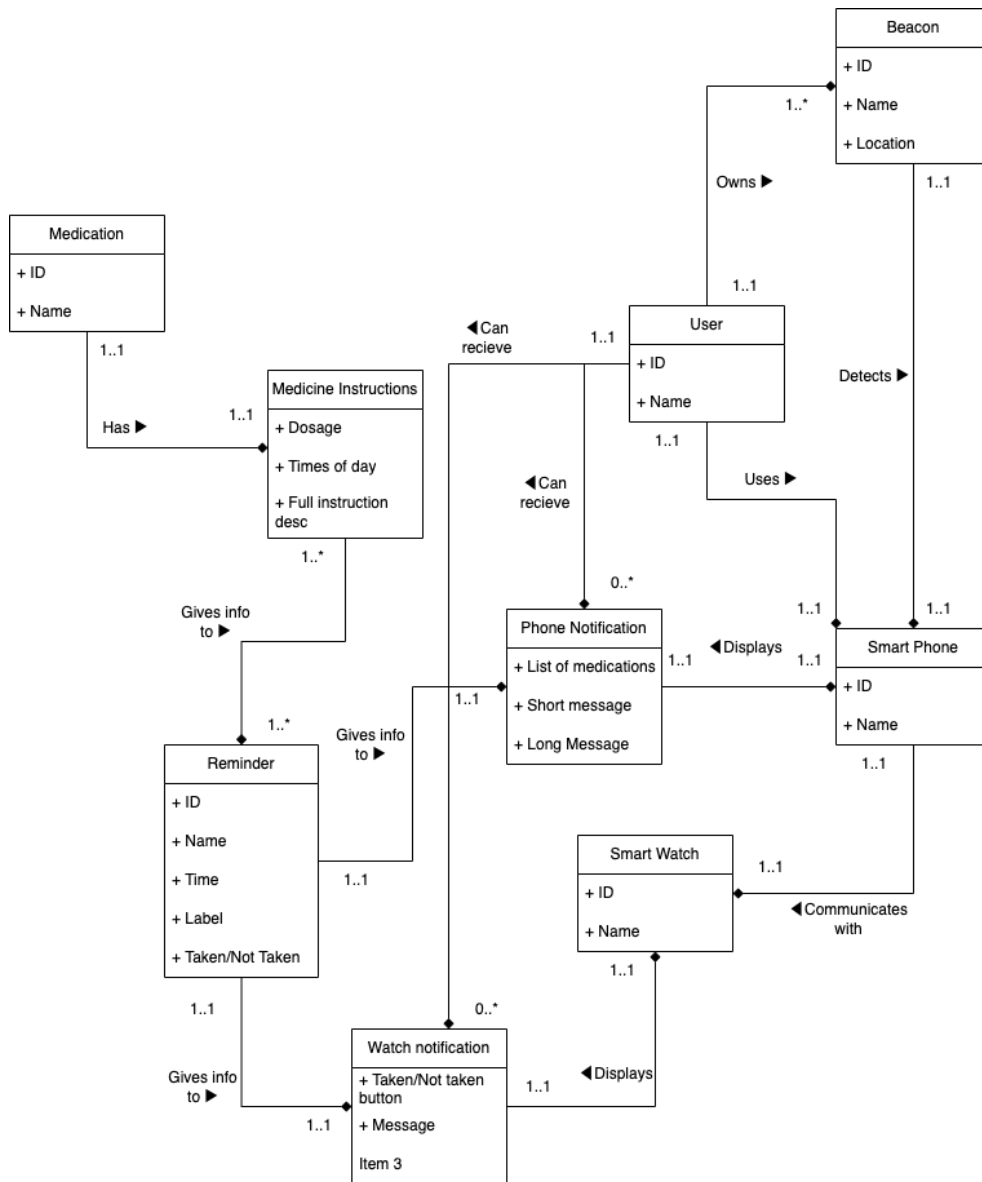 Beacon
+ ID
+ Name
+ Location
1..*
1..1
Owns ▶
Medication
+ ID
+ Name
1..1
Has ▶
1..1
Medicine Instructions
+ Dosage
+ Times of day
+ Full instruction
desc
1..*
1..1
User
+ ID
+ Name
1..1
1..1
◀ Can
recieve
◀ Can
recieve
Detects ▶
Uses ▶
0..*
1..1
1..1
Gives info
to ▶
Phone Notification
+ List of medications
+ Short message
+ Long Message
1..1
◀ Displays
1..1
Smart Phone
+ ID
+ Name
1..1
1..*
Reminder
+ ID
+ Name
+ Time
+ Label
+ Taken/Not Taken
1..1
Gives info
to ▶
1..1
1..1
Smart Watch
+ ID
+ Name
1..1
◀ Communicates
with
1..1
0..*
Gives info
to ▶
1..1
Watch notification
+ Taken/Not taken
button
+ Message
Item 3
1..1
◀ Displays